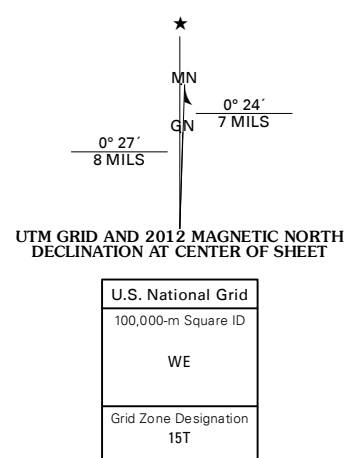 ★
MN
0° 24´
7 MILS
GN
0° 27´
8 MILS
UTM GRID AND 2012 MAGNETIC NORTH
DECLINATION AT CENTER OF SHEET
U.S. National Grid
100,000-m Square ID
WE
Grid Zone Designation
15T